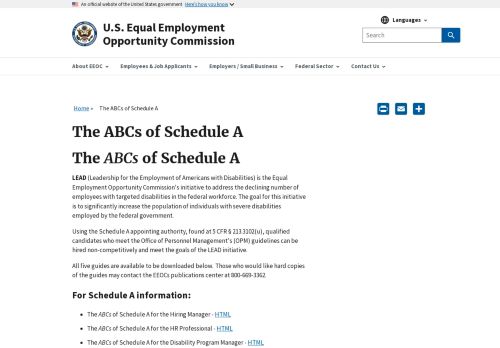 An official website of the United States government Here's how you know
U.S. Equal Employment
Opportunity Commission
Languages
Search
About EEOC
Employees & Job Applicants
Employers / Small Business
Federal Sector
Contact Us
Home » The ABCs of Schedule A
The ABCs of Schedule A
The ABCs of Schedule A
LEAD (Leadership for the Employment of Americans with Disabilities) is the Equal
Employment Opportunity Commission's initiative to address the declining number of
employees with targeted disabilities in the federal workforce. The goal for this initiative
is to significantly increase the population of individuals with severe disabilities
employed by the federal government.
Using the Schedule A appointing authority, found at 5 CFR § 213.3102(u), qualified
candidates who meet the Office of Personnel Management's (OPM) guidelines can be
hired non-competitively and meet the goals of the LEAD initiative.
All five guides are available to be downloaded below. Those who would like hard copies
of the guides may contact the EEOCs publications center at 800-669-3362.
For Schedule A information:
• The ABCs of Schedule A for the Hiring Manager - HTML
• The ABCs of Schedule A for the HR Professional - HTML
• The ABCs of Schedule A for the Disability Program Manager - HTML